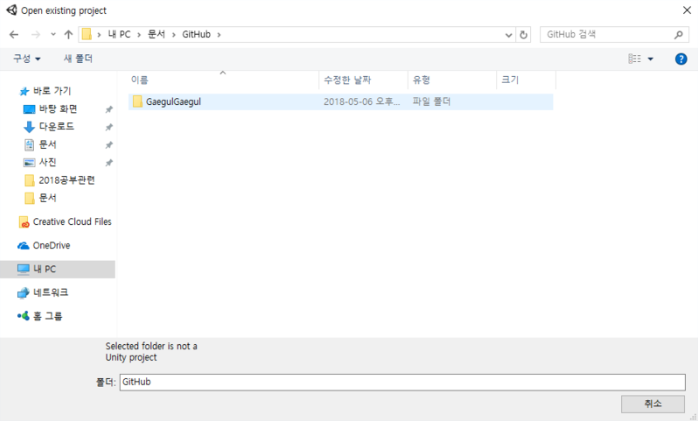 Open existing project
내 PC > 문서 > GitHub >
GitHub 검색
구성
새 폴더
이름
수정한 날짜
유형
크기
바로 가기
바탕 화면
다운로드
문서
사진
2018공부관련
문서
Creative Cloud Files
OneDrive
내 PC
네트워크
홈 그룹
GaegulGaegul
2018-05-06 오후...
파일 폴더
Selected folder is not a
Unity project
폴더: GitHub
취소